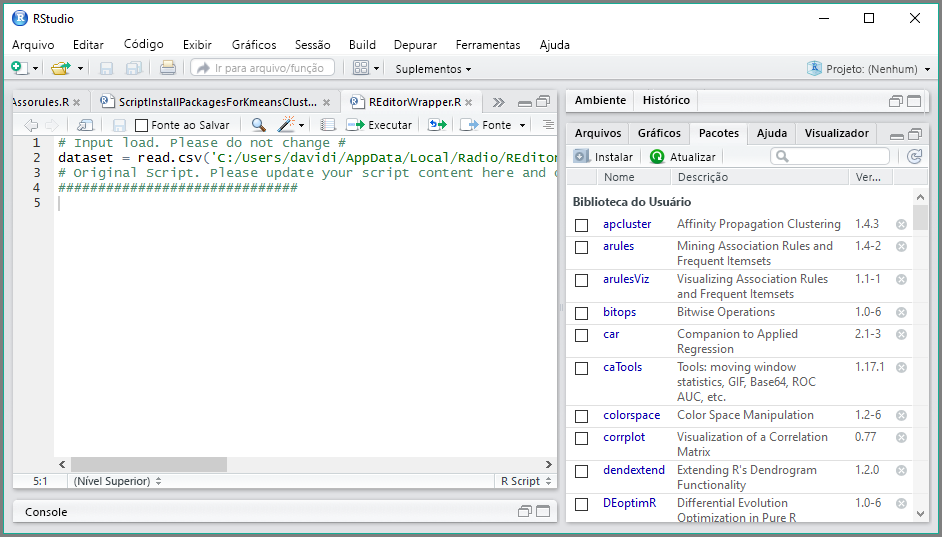 RStudio
Arquivo Editar Código Exibir Gráficos Sessão Build Depurar Ferramentas Ajuda
Ir para arquivo/função
Suplementos
Projeto: (Nenhum)
Assorules.R
ScriptInstallPackagesForKmeansClust...
REditorWrapper.R
Fonte ao Salvar
Executar
Fonte
1 # Input load. Please do not change #
2 dataset = read.csv('C:/Users/davidi/AppData/Local/Radio/REditor
3 # Original Script. Please update your script content here and
4 ##############################
5
5:1 (Nível Superior) R Script
Console
Ambiente Histórico
Arquivos Gráficos Pacotes Ajuda Visualizador
Instalar Atualizar
Nome Descrição Ver...
Biblioteca do Usuário
apcluster Affinity Propagation Clustering 1.4.3
arules Mining Association Rules and 1.4-2
Frequent Itemsets
arulesViz Visualizing Association Rules 1.1-1
and Frequent Itemsets
bitops Bitwise Operations 1.0-6
car Companion to Applied 2.1-3
Regression
caTools Tools: moving window 1.17.1
statistics, GIF, Base64, ROC
AUC, etc.
colorspace Color Space Manipulation 1.2-6
corrplot Visualization of a Correlation 0.77
Matrix
dendextend Extending R's Dendrogram 1.2.0
Functionality
DEoptimR Differential Evolution 1.0-6
Optimization in Pure R